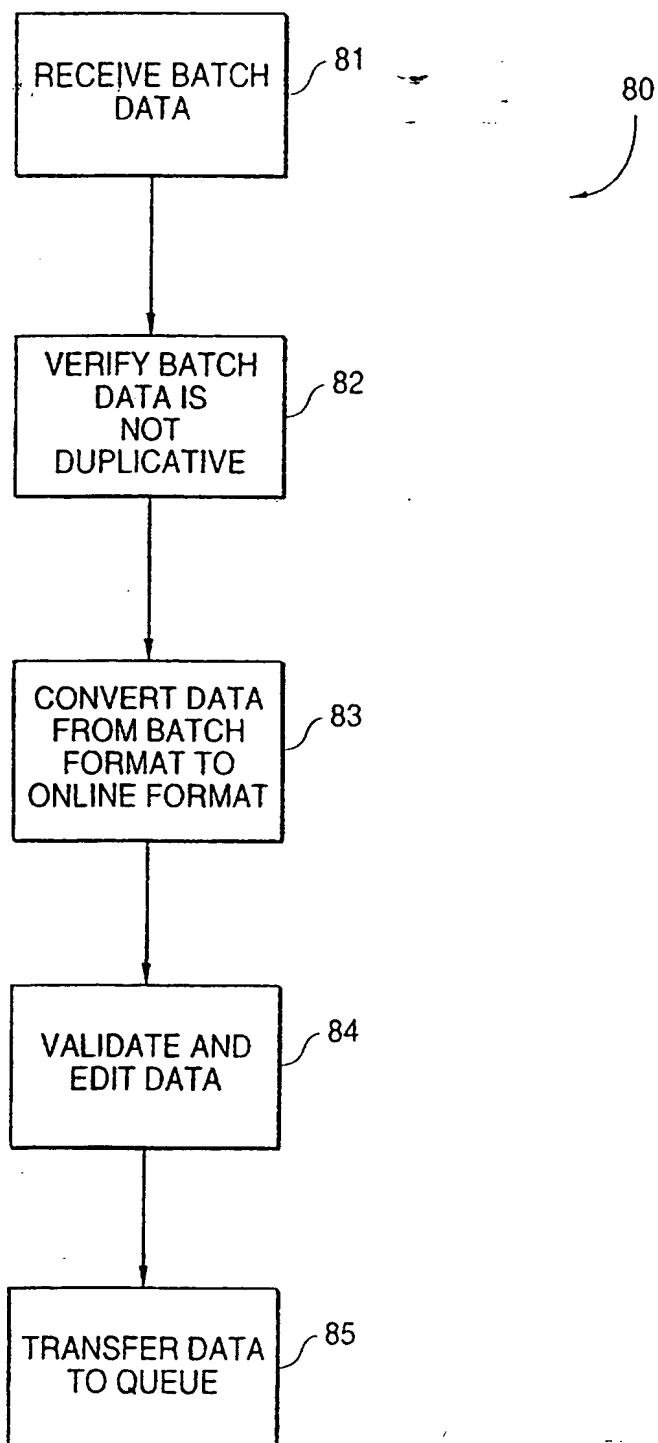 RECEIVE BATCH
DATA
81
80
VERIFY BATCH
DATA IS
NOT
DUPLICATIVE
82
CONVERT DATA
FROM BATCH
FORMAT TO
ONLINE FORMAT
83
VALIDATE AND
EDIT DATA
84
TRANSFER DATA
TO QUEUE
85